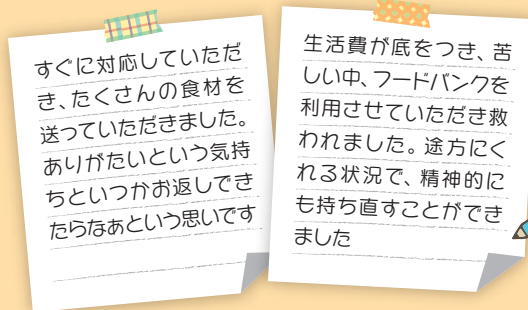 すぐに対応していただ
き、たくさんの食材を
送っていただきました。
ありがたいという気持
ちといつかお返しでき
たらなぁという思いです
生活費が底をつき、苦
しい中、フードバンクを
利用させていただき救
われました。途方にく
れる状況で、精神的に
も持ち直すことができ
ました